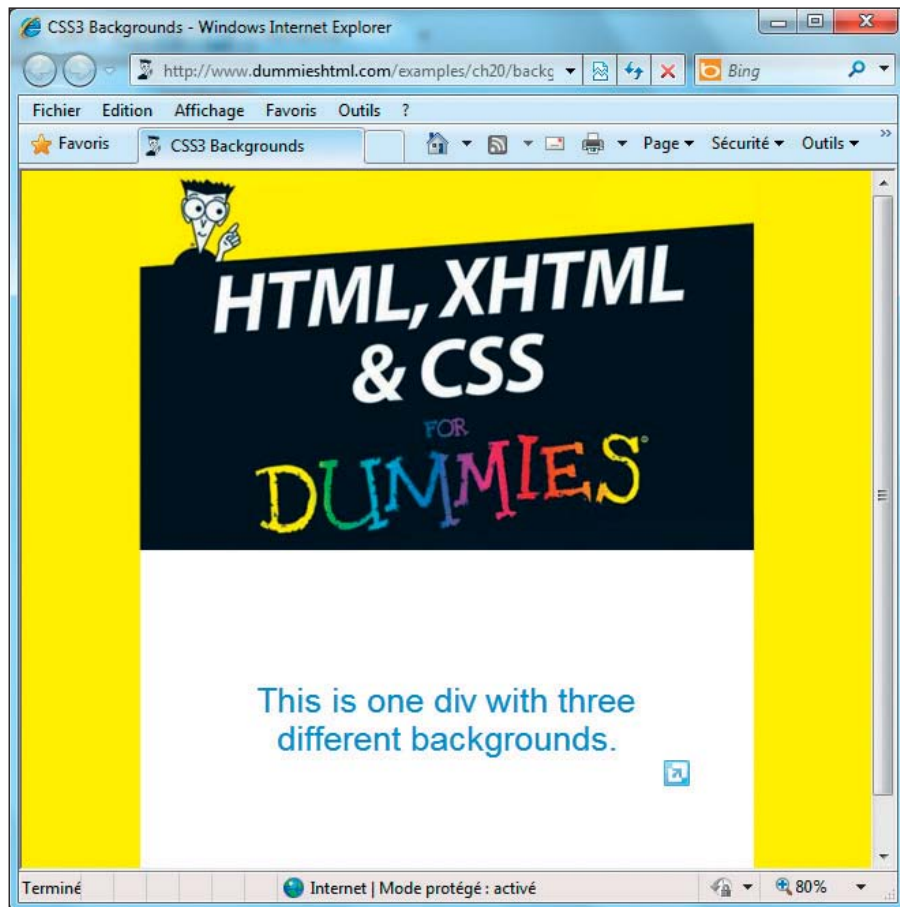 CSS3 Backgrounds - Windows Internet Explorer
http://www.dummieshtml.com/examples/ch20/backg
Bing
Fichier Edition Affichage Favoris Outils ?
Favoris CSS3 Backgrounds Page Sécurité Outils »
HTML, XHTML
& CSS
FOR
DUMMIES®
This is one div with three
different backgrounds.
Terminé Internet | Mode protégé : activé 80%